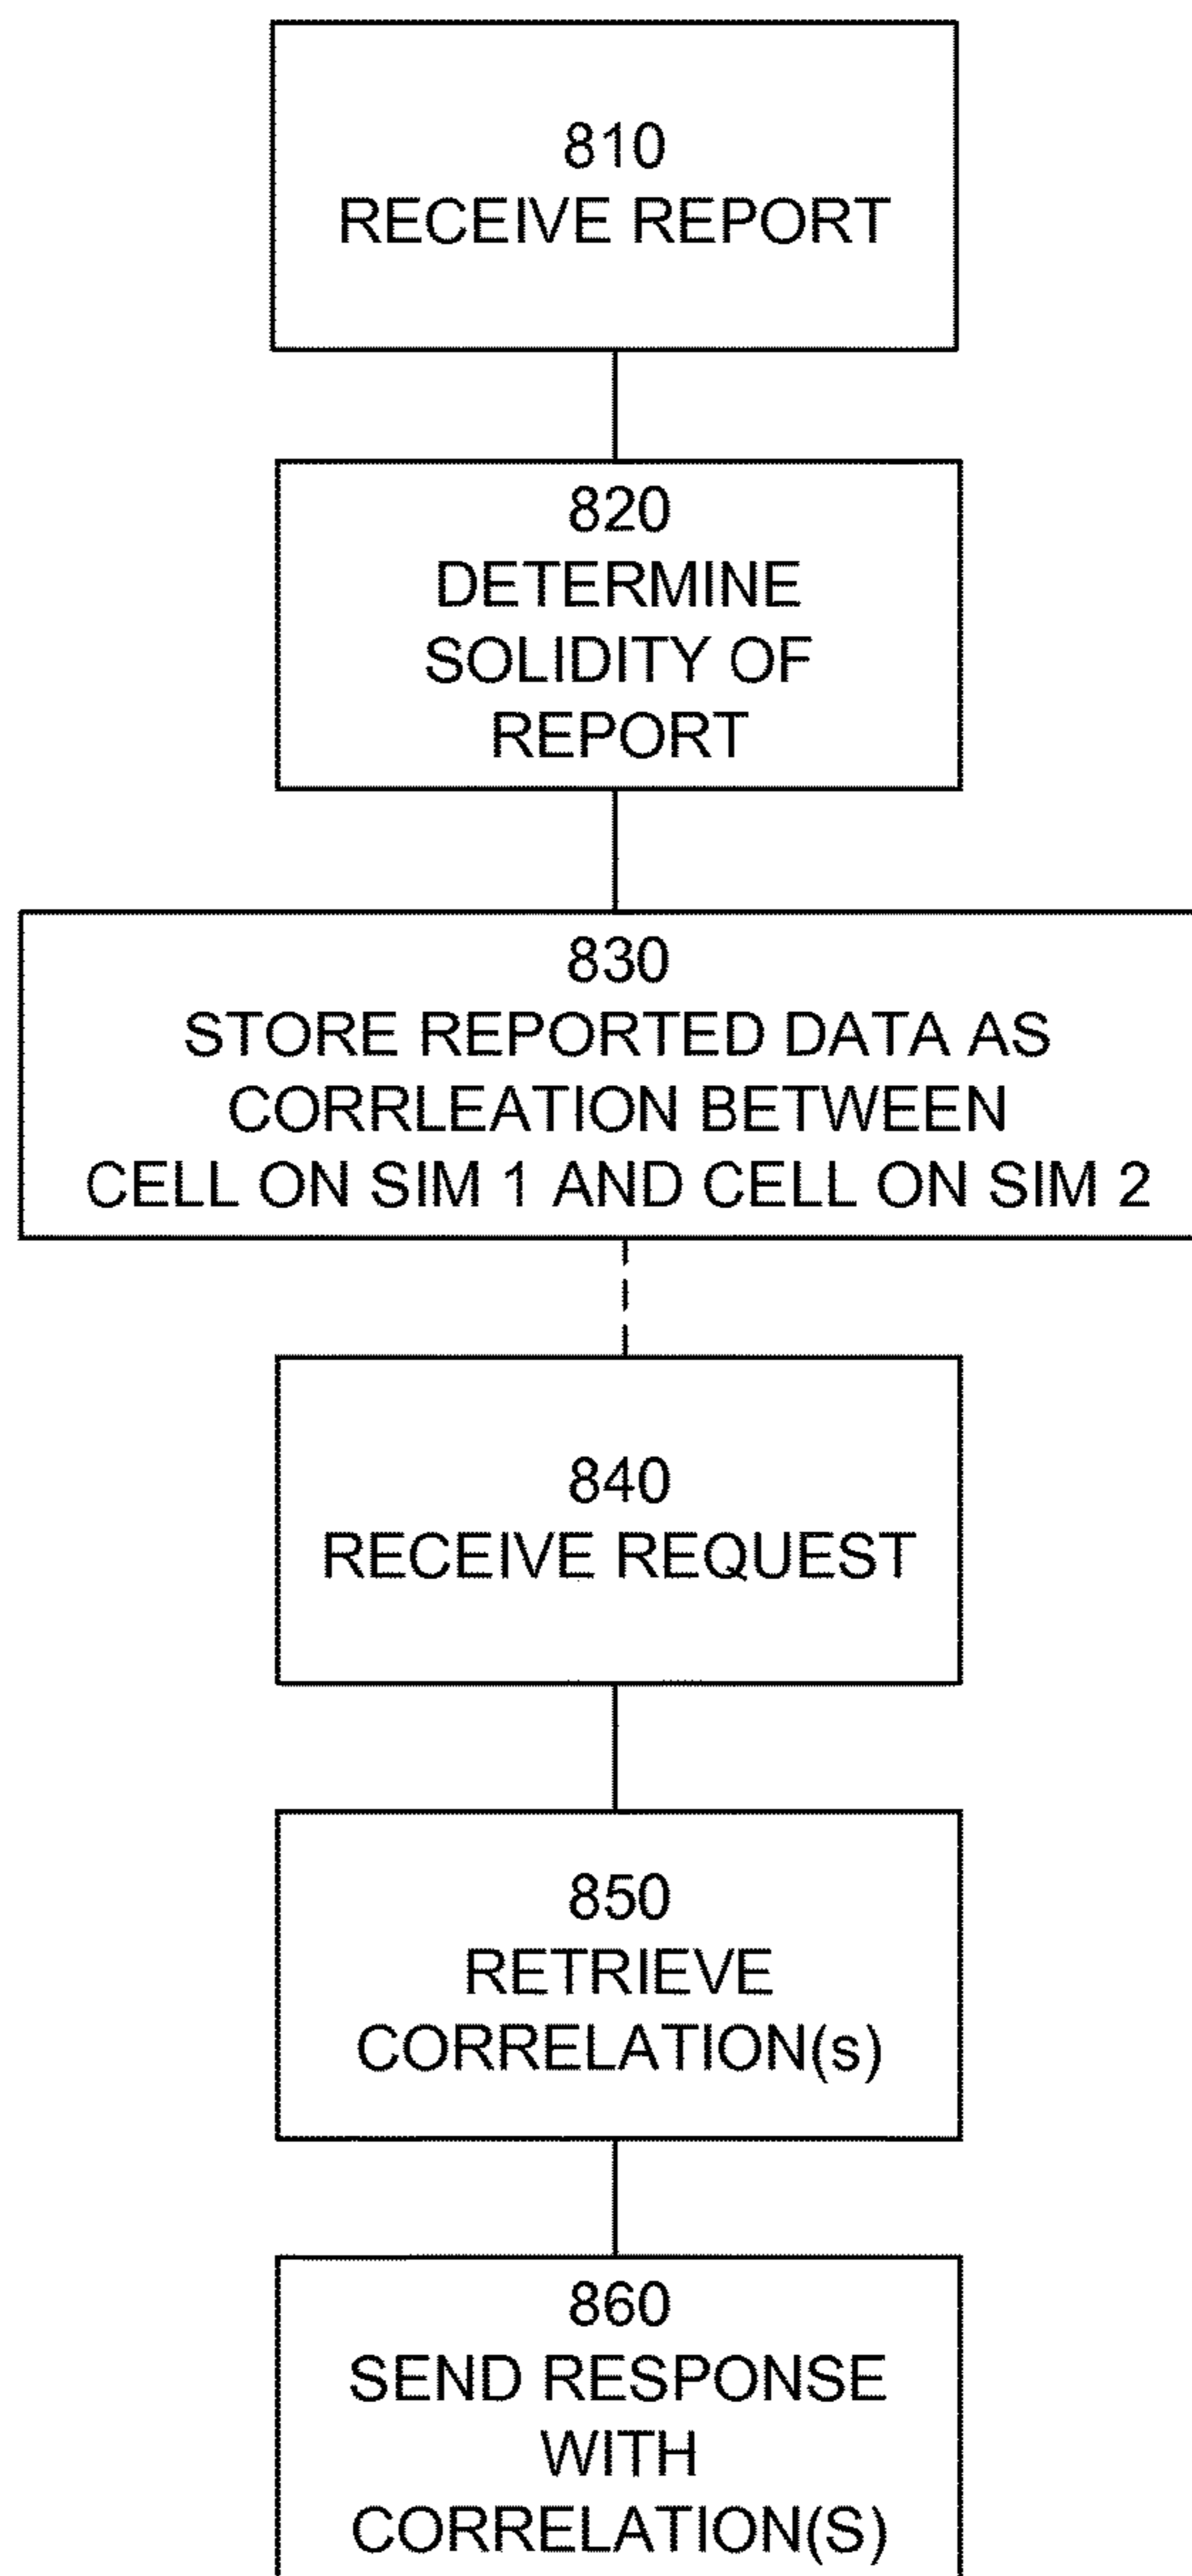 810
RECEIVE REPORT
820
DETERMINE
SOLIDITY OF
REPORT
830
STORE REPORTED DATA AS
CORRLEATION BETWEEN
CELL ON SIM 1 AND CELL ON SIM 2
840
RECEIVE REQUEST
850
RETRIEVE
CORRELATION(s)
860
SEND RESPONSE
WITH
CORRELATION(S)